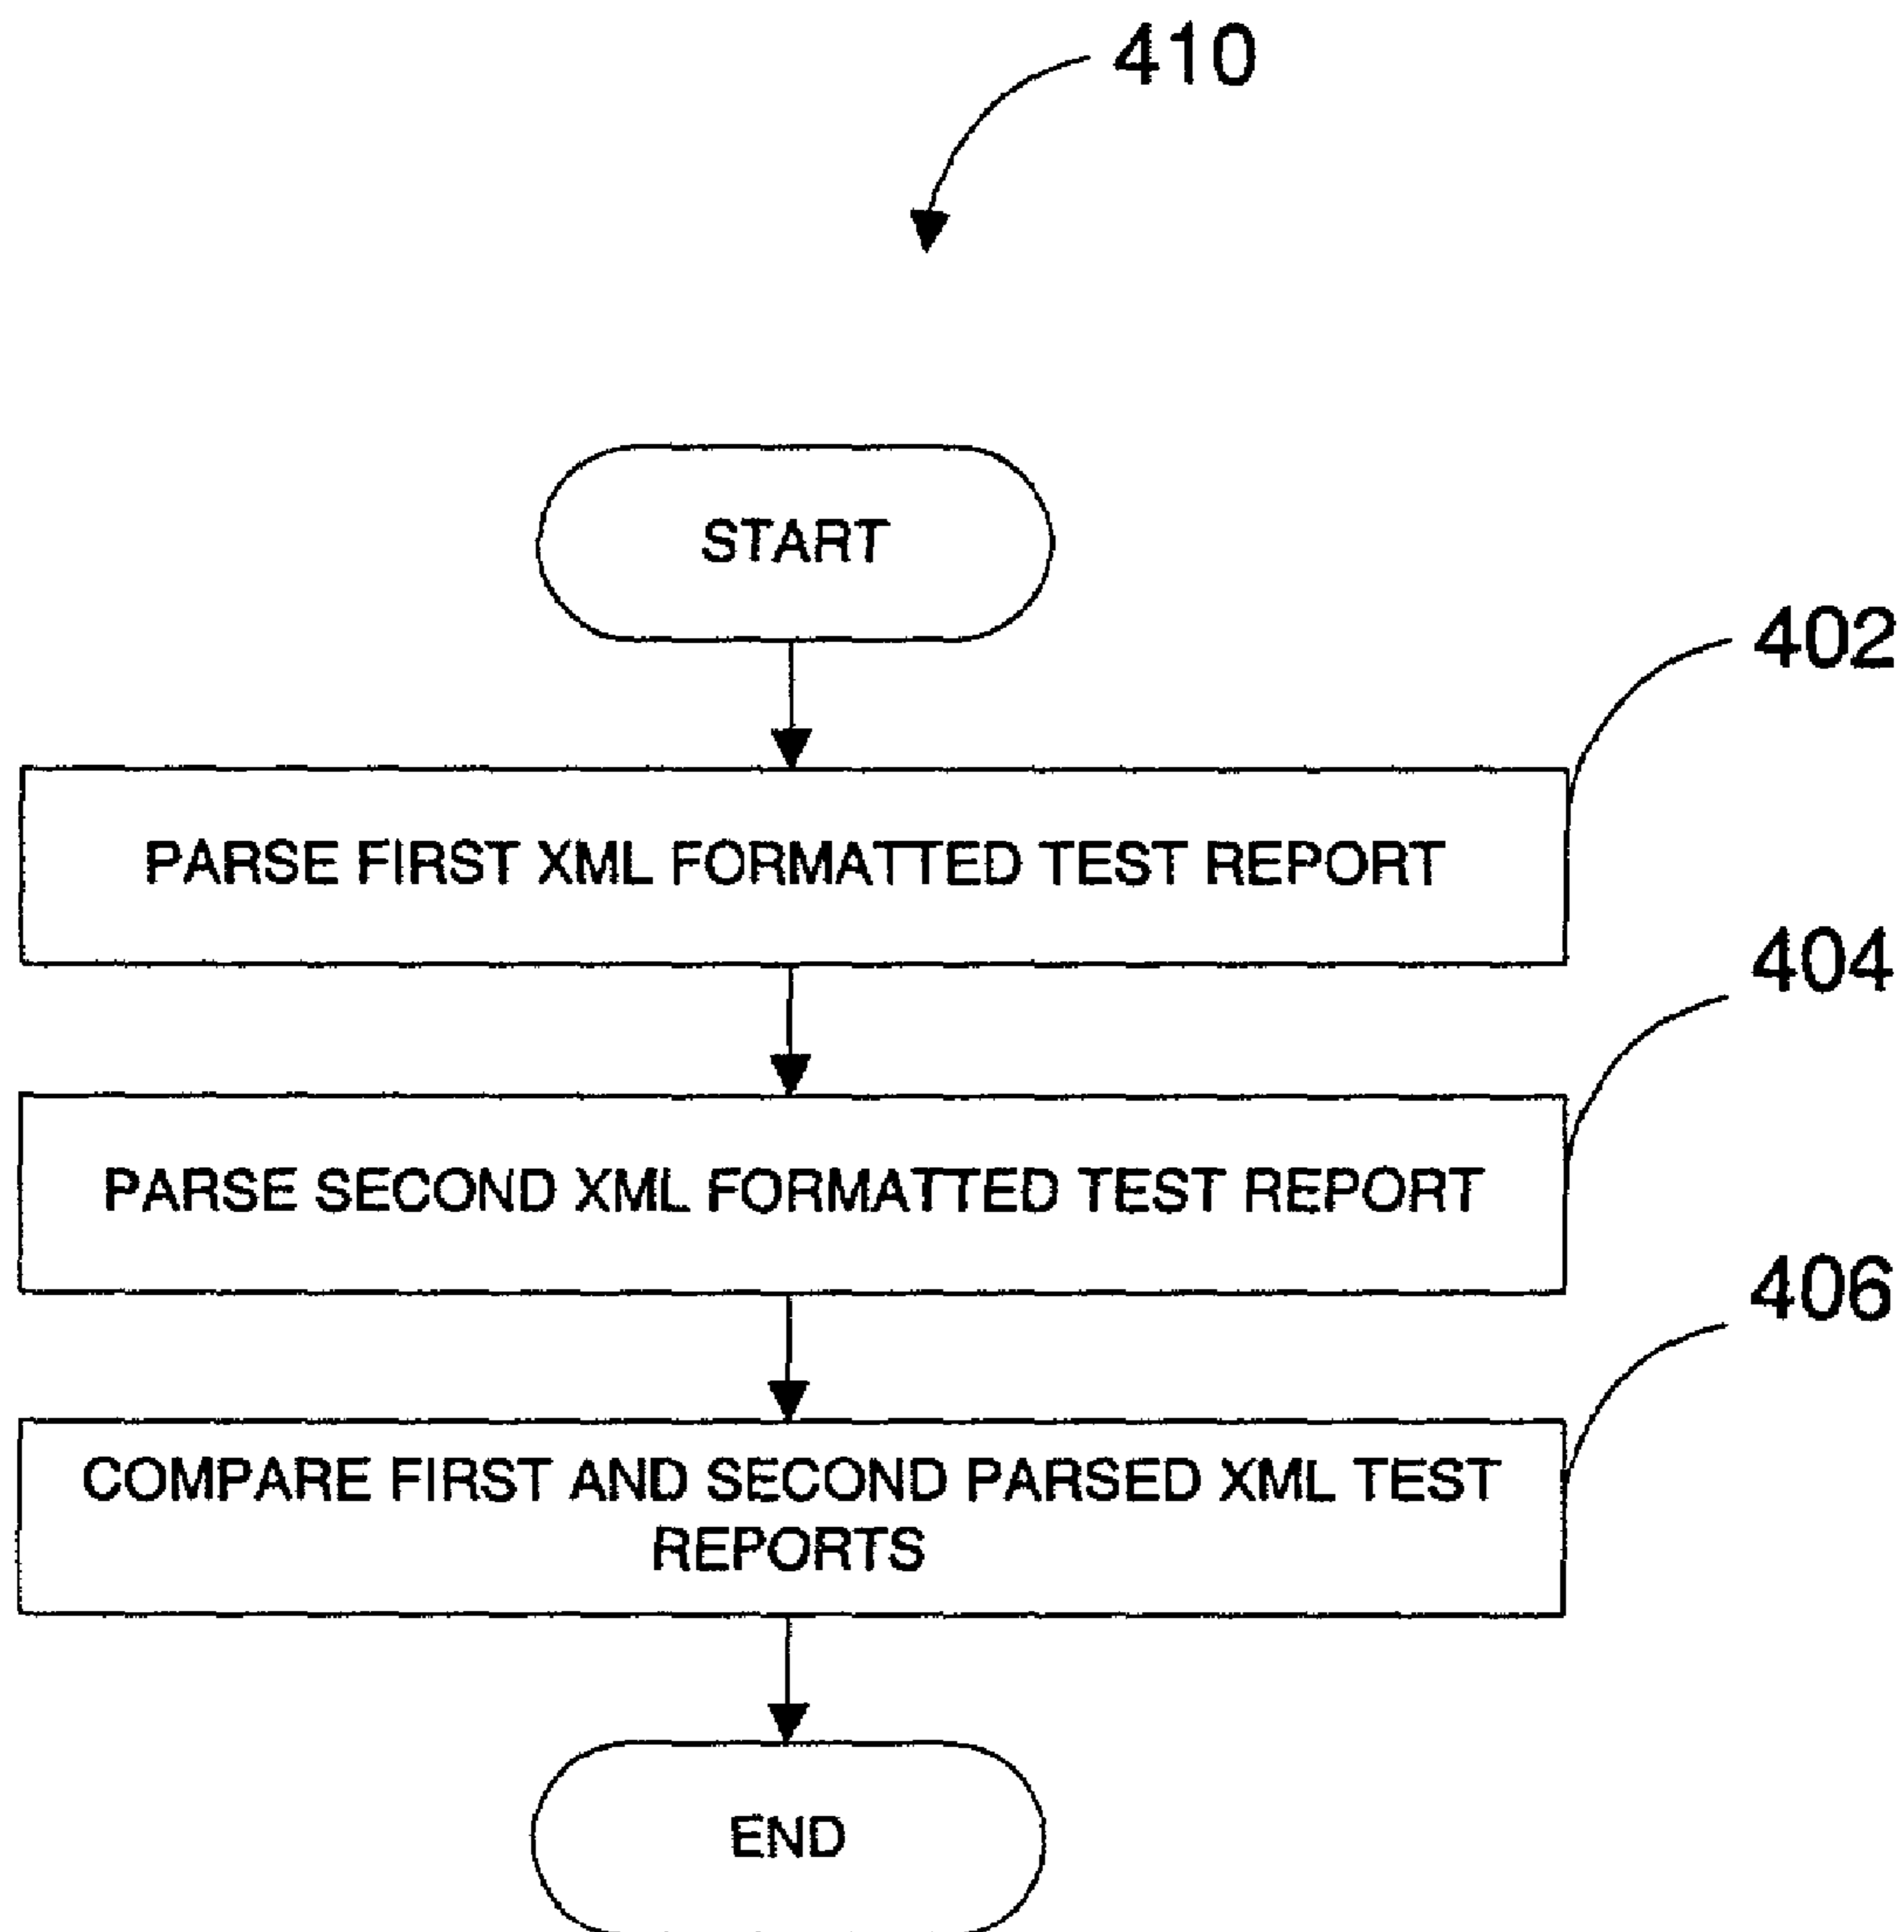 410
START
402
PARSE FIRST XML FORMATTED TEST REPORT
404
PARSE SECOND XML FORMATTED TEST REPORT
406
COMPARE FIRST AND SECOND PARSED XML TEST
REPORTS
END